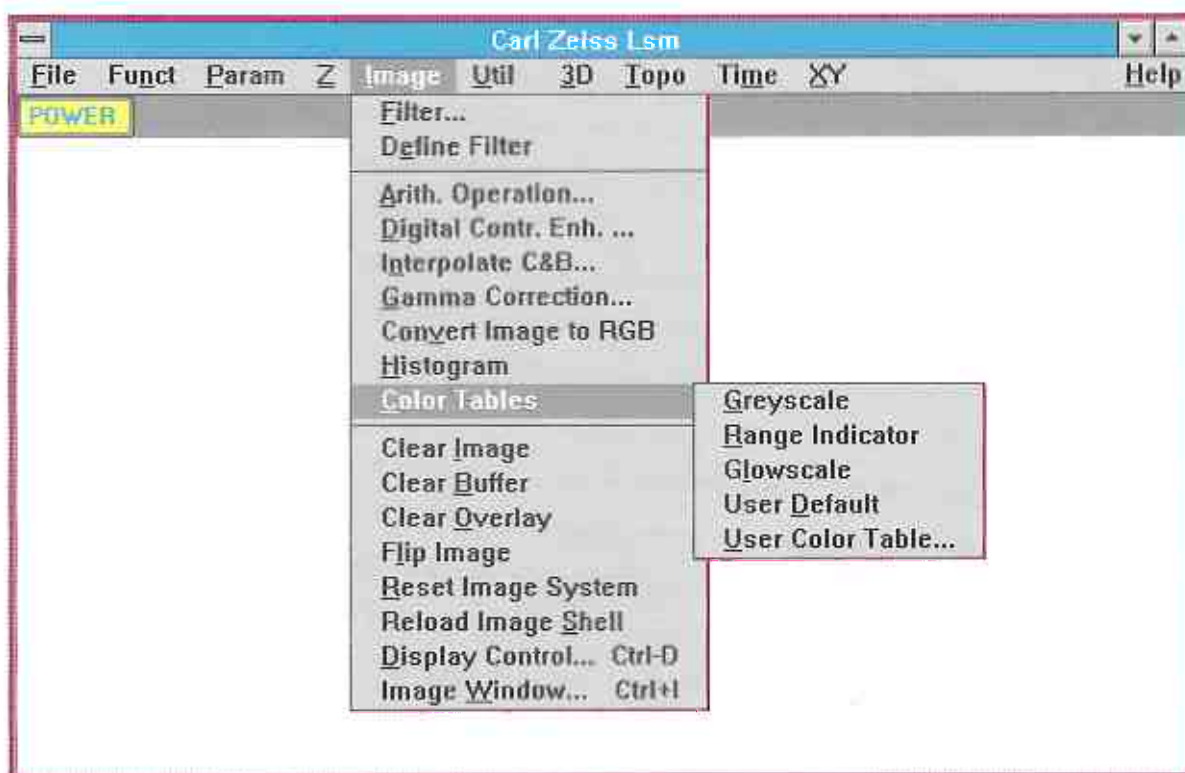 Carl Zeiss Lsm
File Funct Param Z Image Util 3D Topo Time XY Help
POWER
Filter...
Define Filter
Arith. Operation...
Digital Contr. Enh. ...
Interpolate C&B...
Gamma Correction...
Convert Image to RGB
Histogram
Color Tables
Greyscale
Range Indicator
Glowscale
User Default
User Color Table...
Clear Image
Clear Buffer
Clear Overlay
Flip Image
Reset Image System
Reload Image Shell
Display Control... Ctrl-D
Image Window... Ctrl+I